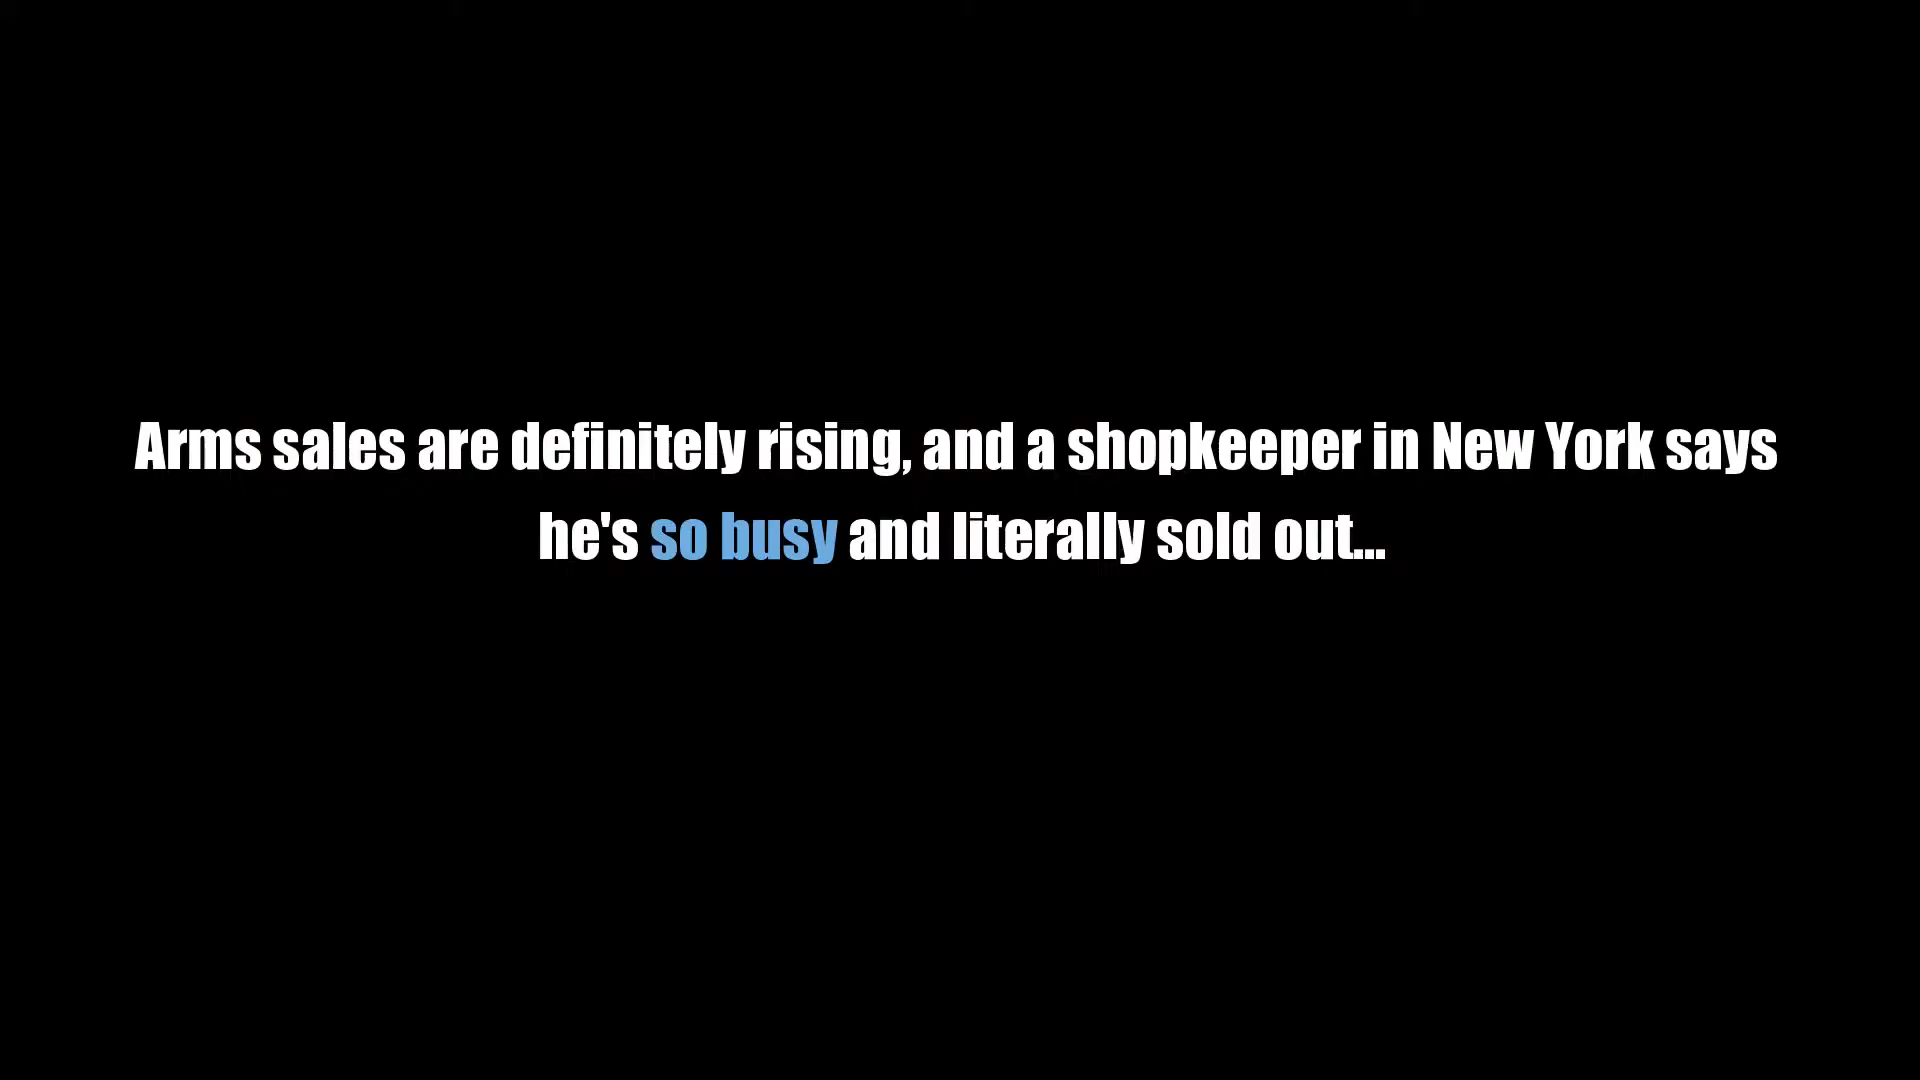 Arms sales are definitely rising, and a shopkeeper in New York says
he's so busy and literally sold out...